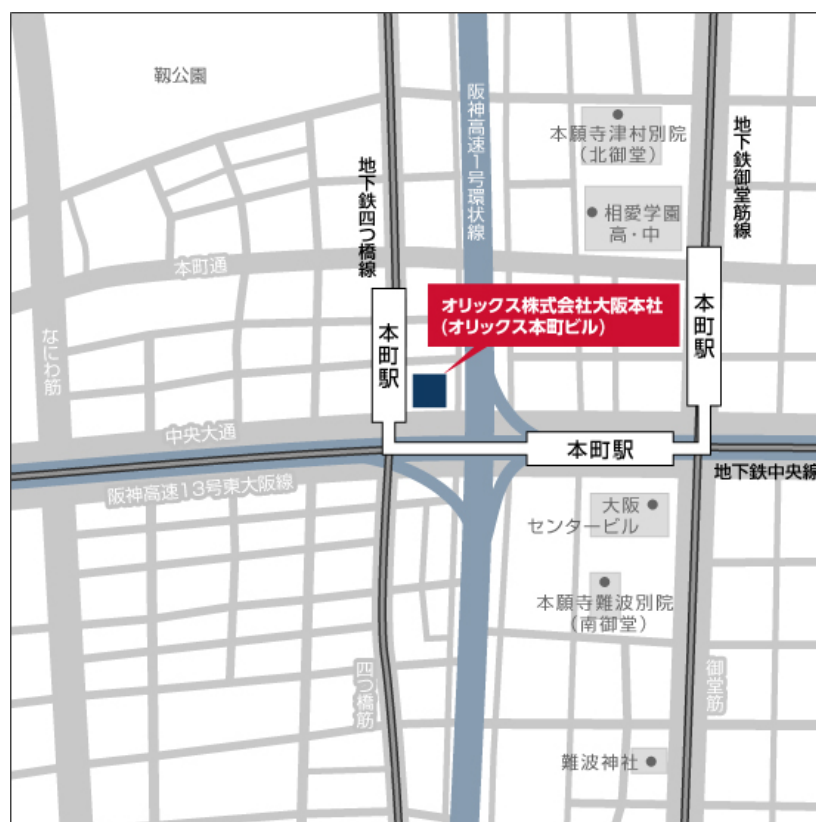 靱公園
阪神高速1号環状線
本願寺津村別院
（北御堂）
地下鉄御堂筋線
地下鉄四つ橋線
相愛学園
高・中
本町通
オリックス株式会社大阪本社
(オリックス本町ビル)
本町駅
本町駅
なにわ筋
中央大通
本町駅
地下鉄中央線
阪神高速13号東大阪線
大阪
センタービル
本願寺難波別院
（南御堂）
四つ橋筋
御堂筋
難波神社